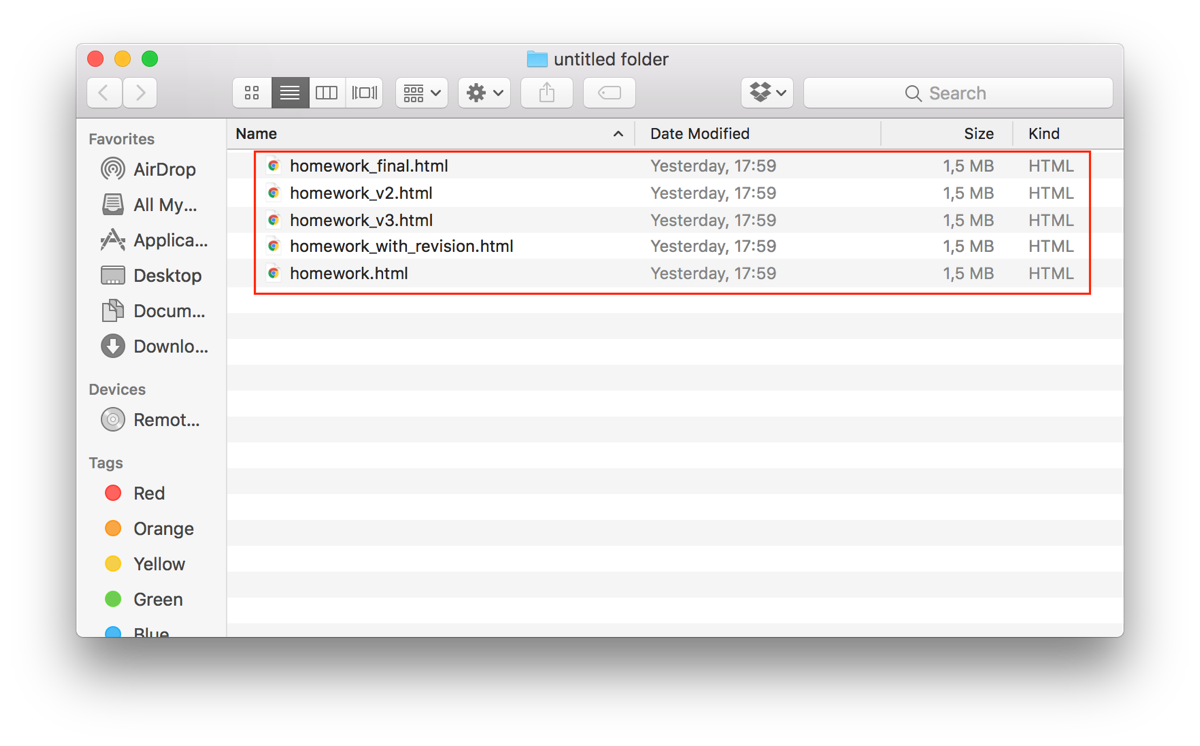 untitled folder
Search
Favorites
AirDrop
All My...
Applica...
Desktop
Docum...
Downlo...
Devices
Remot...
Tags
Red
Orange
Yellow
Green
Blue
Name Date Modified Size Kind
homework_final.html Yesterday, 17:59 1,5 MB HTML
homework_v2.html Yesterday, 17:59 1,5 MB HTML
homework_v3.html Yesterday, 17:59 1,5 MB HTML
homework_with_revision.html Yesterday, 17:59 1,5 MB HTML
homework.html Yesterday, 17:59 1,5 MB HTML